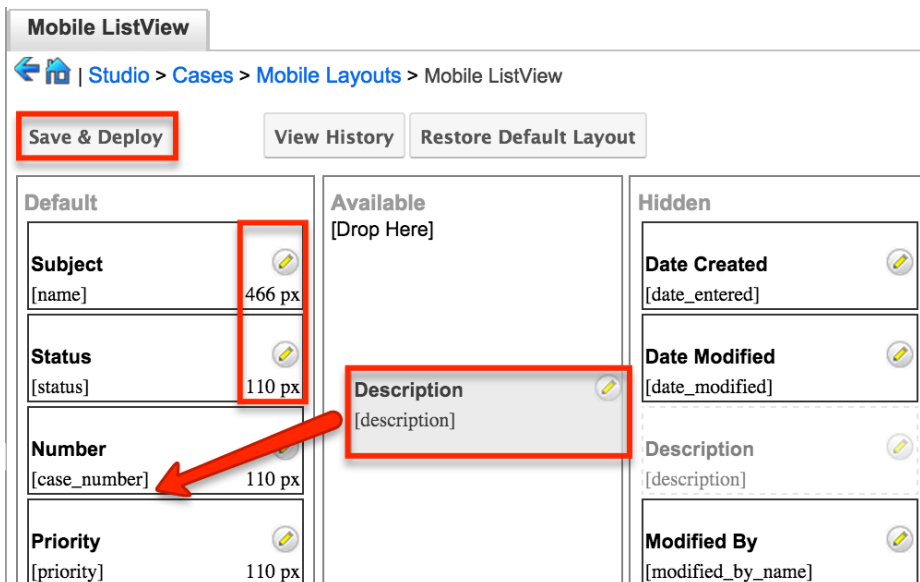 Mobile ListView
| Studio > Cases > Mobile Layouts > Mobile ListView
Save & Deploy
View History
Restore Default Layout
Default
Subject
[name] 466 px
Status
[status] 110 px
Number
[case_number] 110 px
Priority
[priority] 110 px
Available
[Drop Here]
Description
[description]
Hidden
Date Created
[date_entered]
Date Modified
[date_modified]
Description
[description]
Modified By
[modified_by_name]